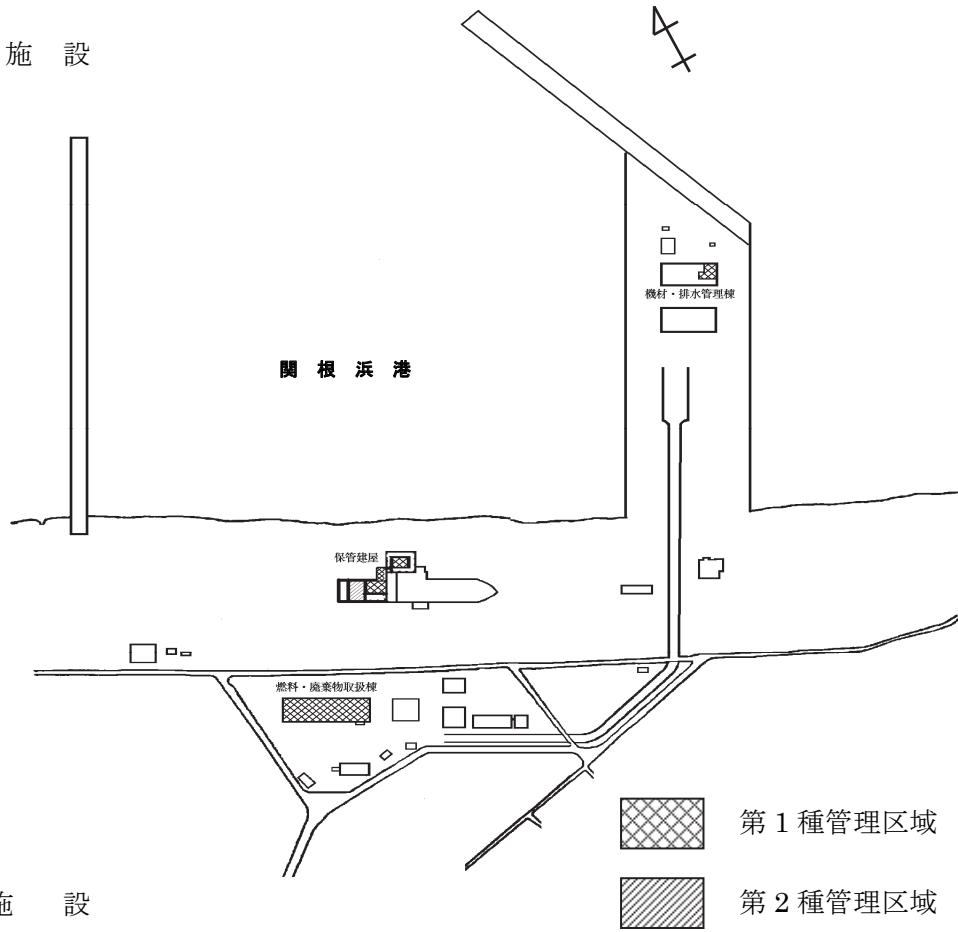 施 設
機材・排水管理棟
関 根 浜 港
保管建屋
燃料・廃棄物取扱棟
第 1 種管理区域
第 2 種管理区域
施 設